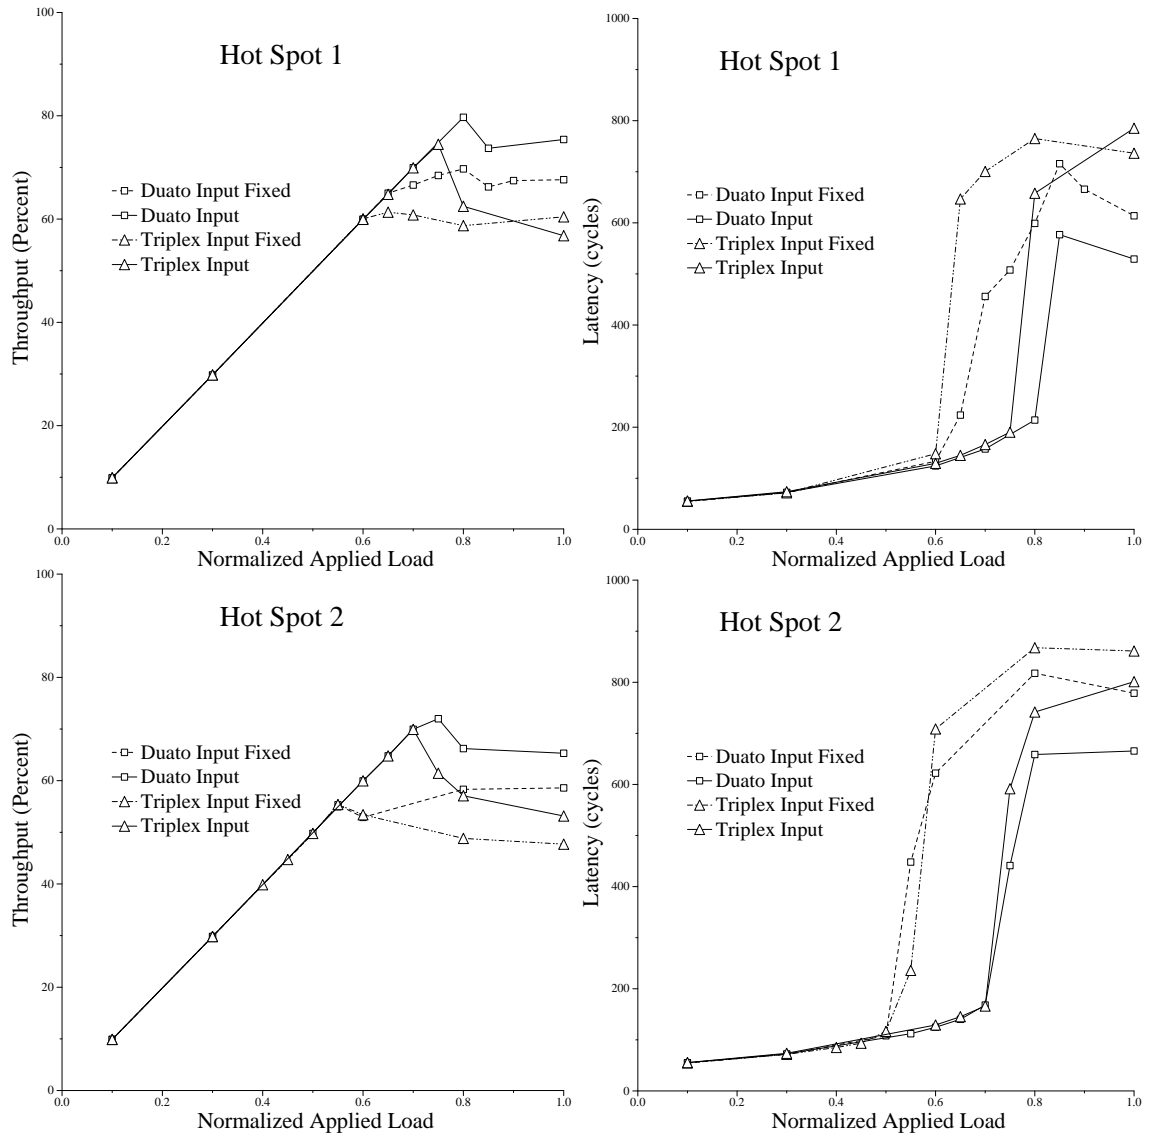 Hot Spot 1
Throughput (Percent)
100
80
60
40
20
0
Duato Input Fixed
Duato Input
Triplex Input Fixed
Triplex Input
0.0 0.2 0.4 0.6 0.8 1.0
Normalized Applied Load
Hot Spot 1
Latency (cycles)
1000
800
600
400
200
0
Duato Input Fixed
Duato Input
Triplex Input Fixed
Triplex Input
0.0 0.2 0.4 0.6 0.8 1.0
Normalized Applied Load
Hot Spot 2
Throughput (Percent)
100
80
60
40
20
0
Duato Input Fixed
Duato Input
Triplex Input Fixed
Triplex Input
0.0 0.2 0.4 0.6 0.8 1.0
Normalized Applied Load
Hot Spot 2
Latency (cycles)
1000
800
600
400
200
0
Duato Input Fixed
Duato Input
Triplex Input Fixed
Triplex Input
0.0 0.2 0.4 0.6 0.8 1.0
Normalized Applied Load